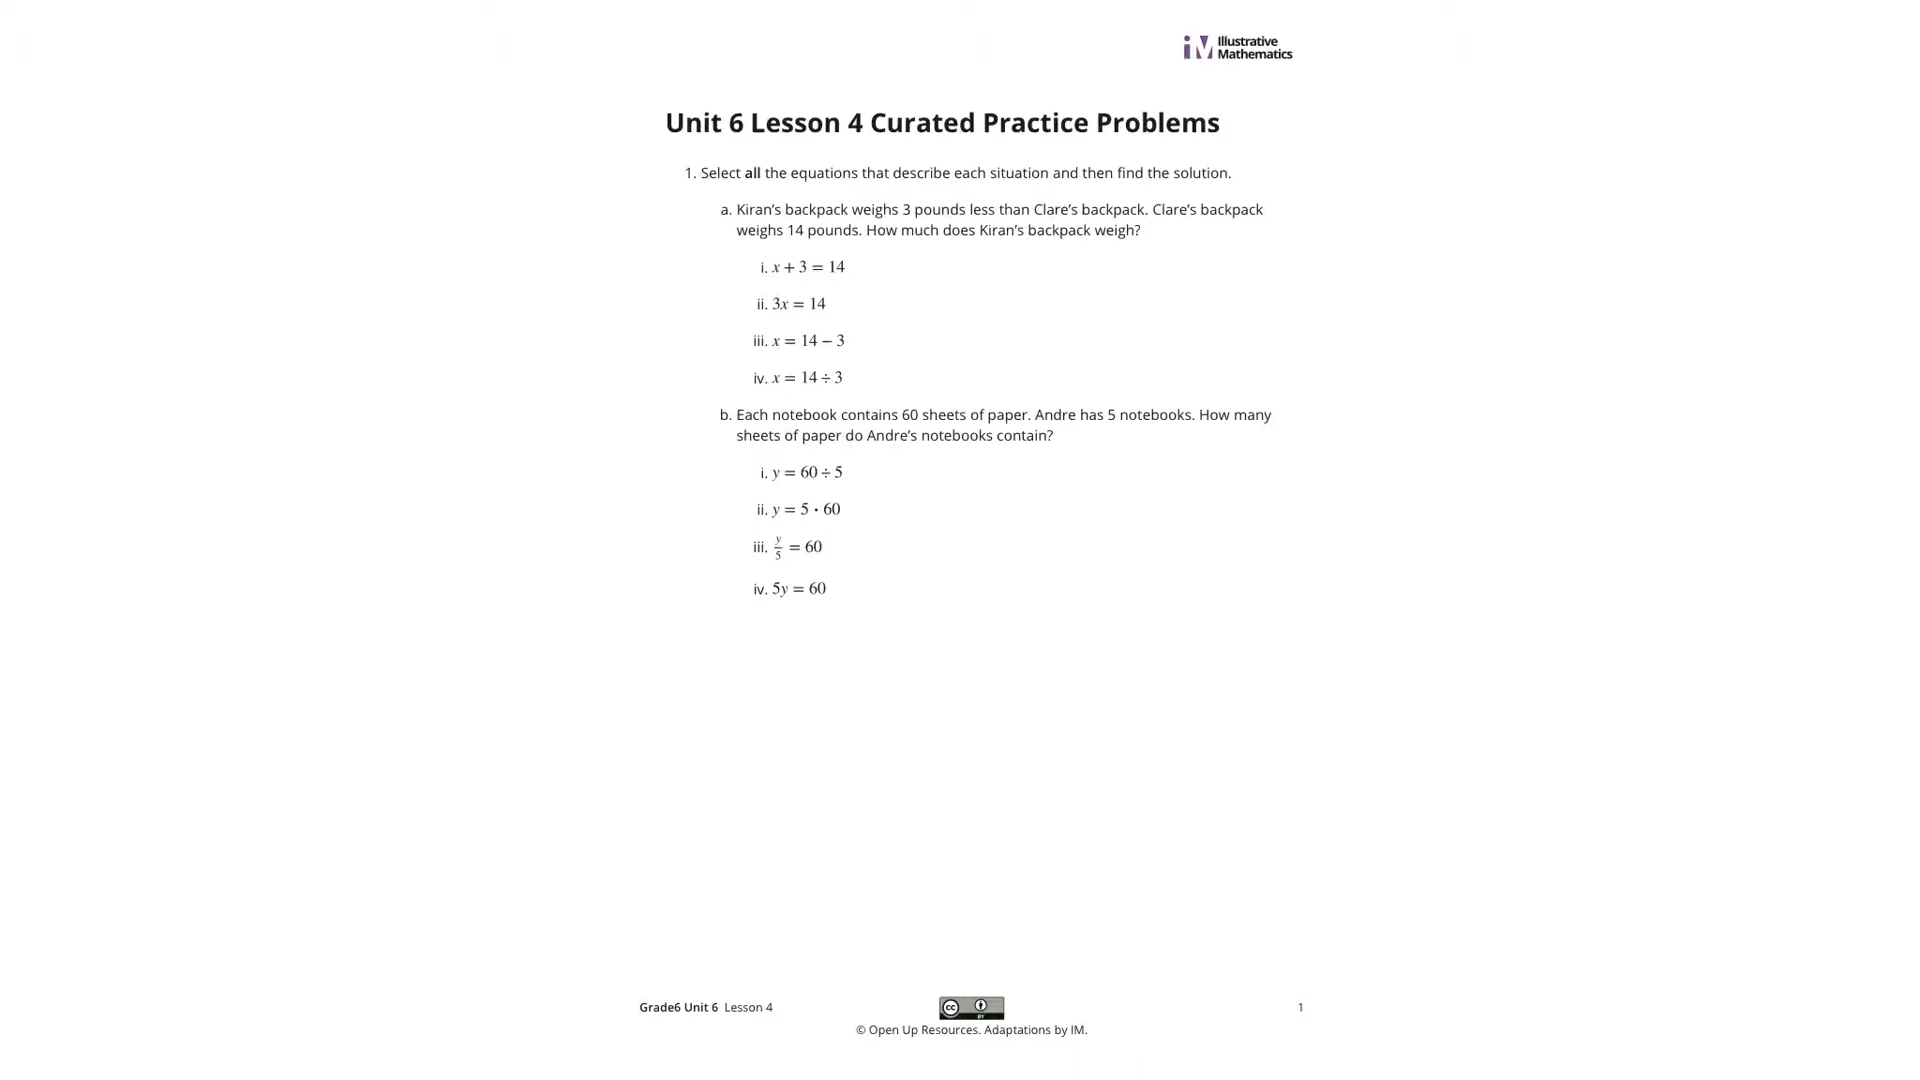 Illustrative
Mathematics
Unit 6 Lesson 4 Curated Practice Problems
1. Select all the equations that describe each situation and then find the solution.
a. Kiran’s backpack weighs 3 pounds less than Clare’s backpack. Clare’s backpack
weighs 14 pounds. How much does Kiran’s backpack weigh?
i. x + 3 = 14
ii. 3x = 14
iii. x = 14 − 3
iv. x = 14 ÷ 3
b. Each notebook contains 60 sheets of paper. Andre has 5 notebooks. How many
sheets of paper do Andre’s notebooks contain?
i. y = 60 ÷ 5
ii. y = 5 · 60
iii. y/5 = 60
iv. 5y = 60
Grade6 Unit 6 Lesson 4
cc BY
1
© Open Up Resources. Adaptations by IM.